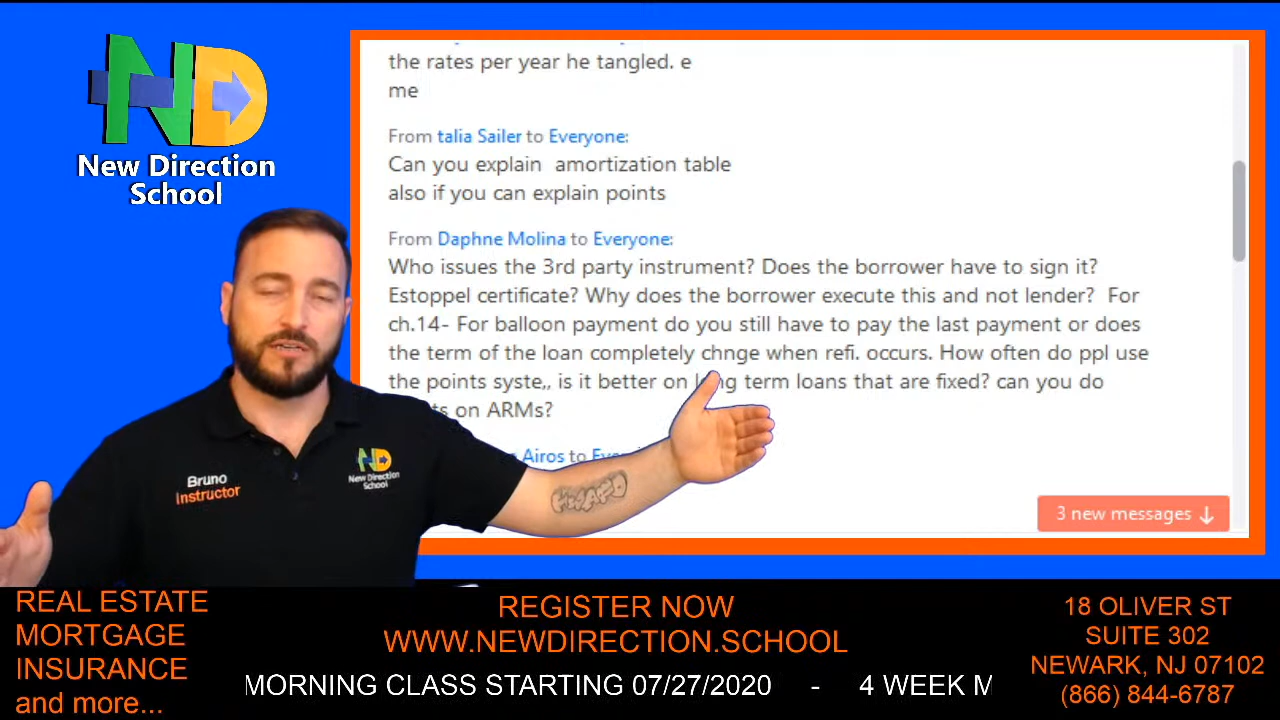 ND
New Direction
School
the rates per year he tangled. e
me
From talia Sailer to Everyone:
Can you explain amortization table
also if you can explain points
From Daphne Molina to Everyone:
Who issues the 3rd party instrument? Does the borrower have to sign it?
Estoppel certificate? Why does the borrower execute this and not lender? For
ch.14- For balloon payment do you still have to pay the last payment or does
the term of the loan completely chnge when refi. occurs. How often do ppl use
the points syste,, is it better on long term loans that are fixed? can you do
on ARMs?
Airos to
3 new messages
Bruno
Instructor
ND
New Direction
School
REAL ESTATE
MORTGAGE
INSURANCE
and more...
REGISTER NOW
WWW.NEWDIRECTION.SCHOOL
MORNING CLASS STARTING 07/27/2020 - 4 WEEK M
18 OLIVER ST
SUITE 302
NEWARK, NJ 07102
(866) 844-6787